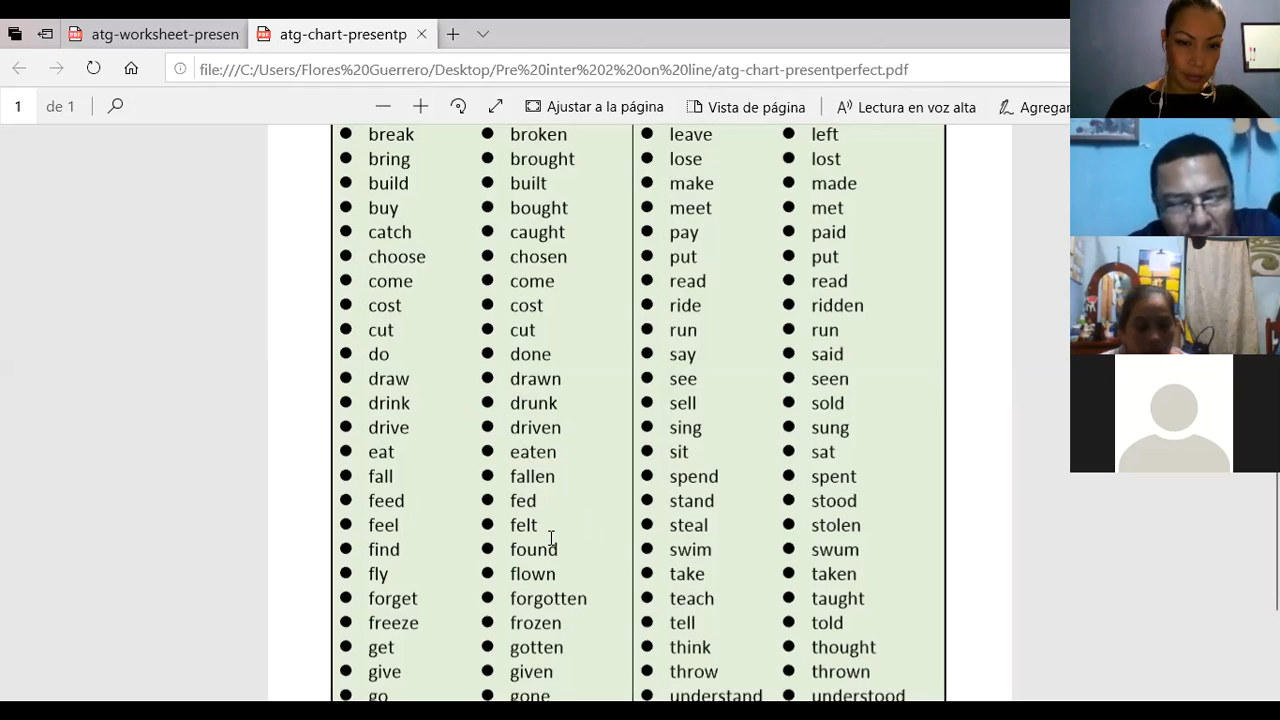 atg-worksheet-presen
atg-chart-presentp
file:///C:/Users/Flores%20Guerrero/Desktop/Pre%20inter%202%20on%20line/atg-chart-presentperfect.pdf
1 de 1 Ajustar a la página Vista de página Lectura en voz alta Agregar
break broken leave left
bring brought lose lost
build built make made
buy bought meet met
catch caught pay paid
choose chosen put put
come come read read
cost cost ride ridden
cut cut run run
do done say said
draw drawn see seen
drink drunk sell sold
drive driven sing sung
eat eaten sit sat
fall fallen spend spent
feed fed stand stood
feel felt steal stolen
find found swim swum
fly flown take taken
forget forgotten teach taught
freeze frozen tell told
get gotten think thought
give given throw thrown
go gone understand understood